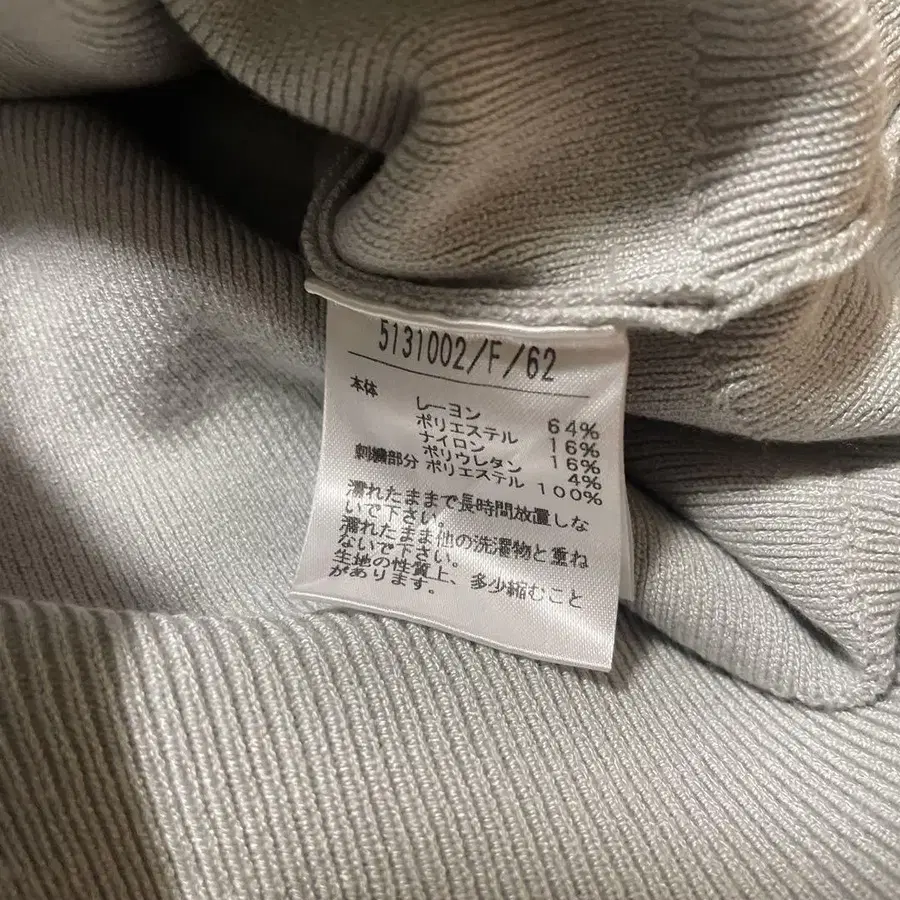 5131002/F/62
本体 レーヨン 64%
ポリエステル 16%
ナイロン 16%
ポリウレタン 4%
刺繍部分 ポリエステル 100%
濡れたままで長時間放置しな
いで下さい。
濡れたまま他の洗濯物と重ね
ないで下さい。
生地の性質上、多少縮むこと
があります。